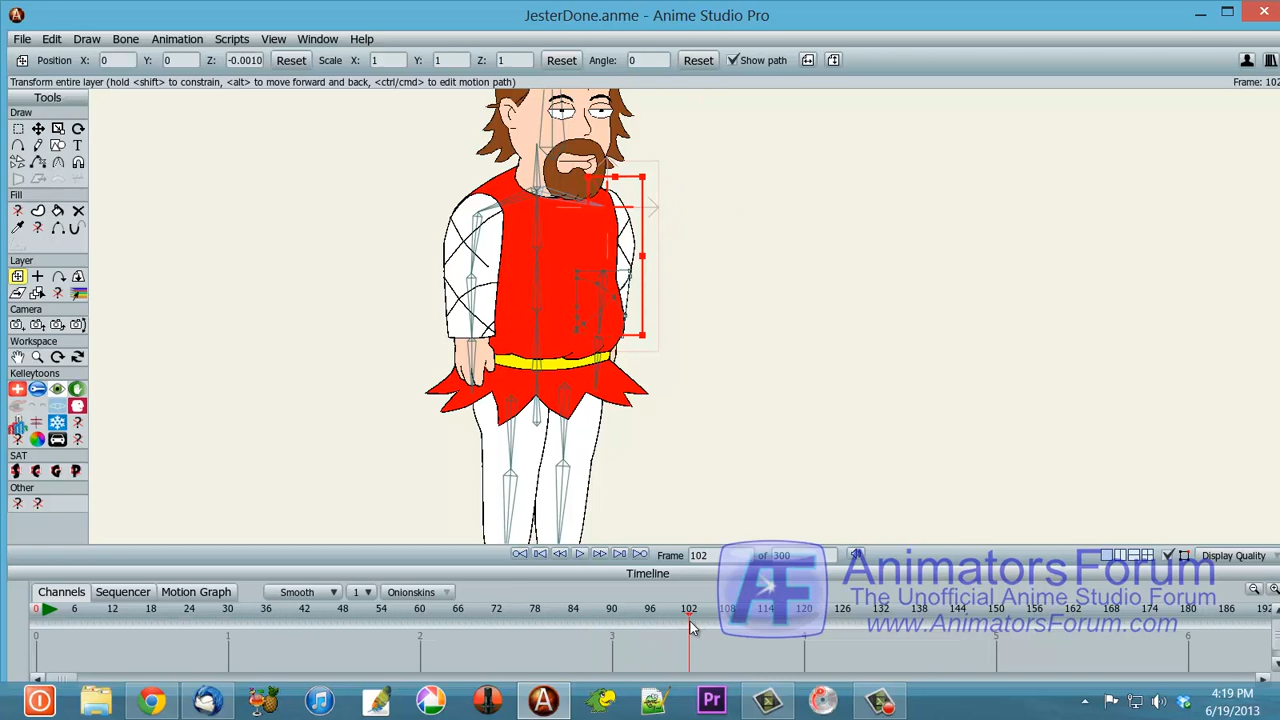 JesterDone.anme - Anime Studio Pro
File Edit Draw Bone Animation Scripts View Window Help
Position X: 0 Y: 0 Z: -0.0010 Reset Scale X: 1 Y: 1 Z: 1 Reset Angle: 0 Reset Show path
Transform entire layer (hold <shift> to constrain, <alt> to move forward and back, <ctrl/cmd> to edit motion path)
Frame: 102
Tools
Draw
Fill
Layer
Camera
Workspace
Kelleytoons
SAT
Other
Frame 102 of 300 Display Quality
Timeline
Channels Sequencer Motion Graph Smooth 1 Onionskins
0 6 12 18 24 30 36 42 48 54 60 66 72 78 84 90 96 102 108 114 120 126 132 138 144 150 156 162 168 174 180 186 192
0 1 2 3 4 5 6
AF
AnimatorsForum
The Unofficial Anime Studio Forum
www.AnimatorsForum.com
4:19 PM
6/19/2013